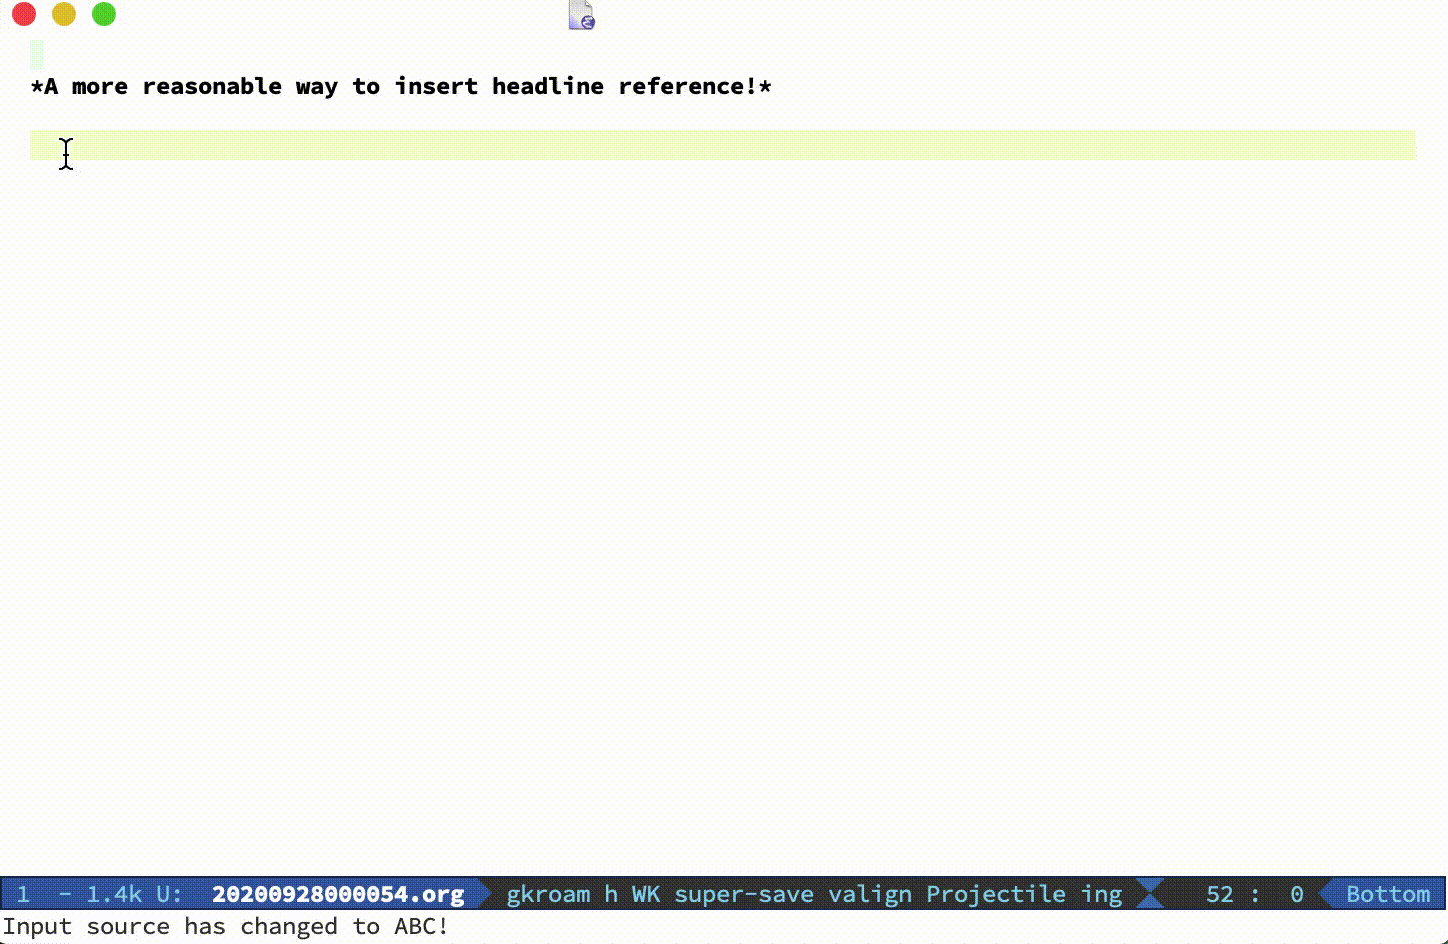 *A more reasonable way to insert headline reference!*
1 - 1.4k U: 20200928000054.org gkroam h WK super-save valign Projectile ing 52 : 0 Bottom
Input source has changed to ABC!